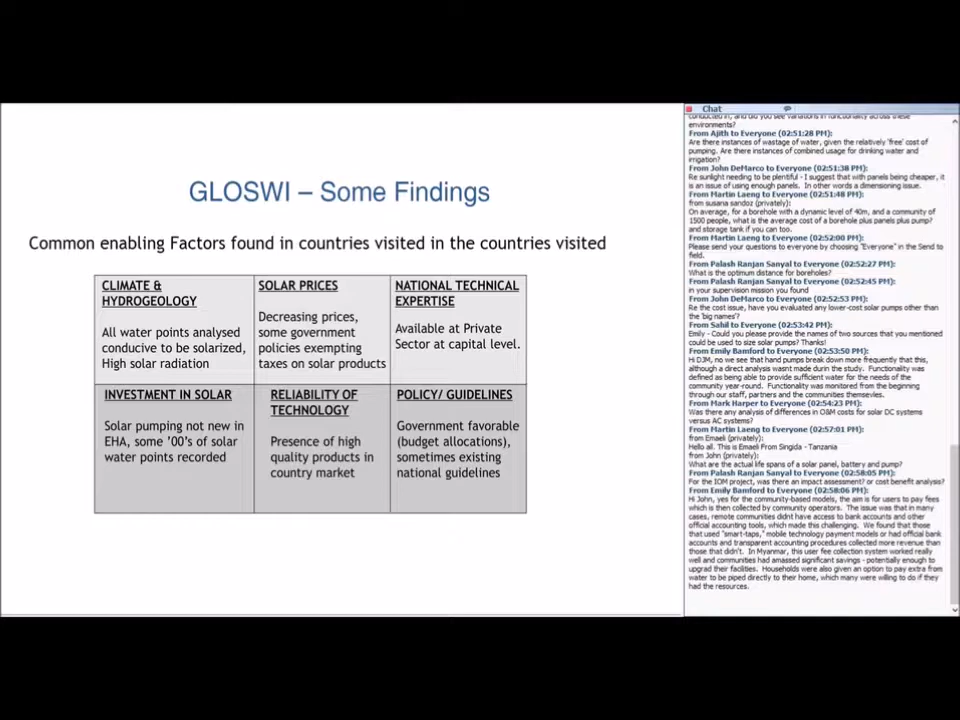 GLOSWI – Some Findings
Common enabling Factors found in countries visited in the countries visited
CLIMATE &
HYDROGEOLOGY
All water points analysed
conducive to be solarized,
High solar radiation
SOLAR PRICES
Decreasing prices,
some government
policies exempting
taxes on solar products
NATIONAL TECHNICAL
EXPERTISE
Available at Private
Sector at capital level.
INVESTMENT IN SOLAR
Solar pumping not new in
EHA, some '00's of solar
water points recorded
RELIABILITY OF
TECHNOLOGY
Presence of high
quality products in
country market
POLICY/ GUIDELINES
Government favorable
(budget allocations),
sometimes existing
national guidelines
Chat
conducted in, and did you see variations in functionality across these
environments?
From Ajith to Everyone (02:51:28 PM):
Are there instances of wastage of water, given the relatively 'free' cost of
pumping. Are there instances of combined usage for drinking water and
irrigation?
From John DeMarco to Everyone (02:51:38 PM):
Re sunlight needing to be plentiful - I suggest that with panels being cheaper, it
is an issue of using enough panels. In other words a dimensioning issue.
From Martin Laeng to Everyone (02:51:48 PM):
from susana sandoz (privately):
On average, for a borehole with a dynamic level of 40m, and a community of
1500 people, what is the average cost of a borehole plus panels plus pump?
and storage tank if you can too.
From Martin Laeng to Everyone (02:52:00 PM):
Please send your questions to everyone by choosing "Everyone" in the Send to
field.
From Palash Ranjan Sanyal to Everyone (02:52:27 PM):
What is the optimum distance for boreholes?
From Palash Ranjan Sanyal to Everyone (02:52:45 PM):
in your supervision mission you found
From John DeMarco to Everyone (02:52:53 PM):
Re the cost issue, have you evaluated any lower-cost solar pumps other than
the 'big names'?
From Sahil to Everyone (02:53:42 PM):
Emily - Could you please provide the names of two sources that you mentioned
could be used to size solar pumps? Thanks!
From Emily Bamford to Everyone (02:53:50 PM):
Hi DJM, no we see that hand pumps break down more frequently that this,
although a direct analysis wasnt made durin the study. Functionality was
defined as being able to provide sufficient water for the needs of the
community year-round. Functionality was monitored from the beginning
through our staff, partners and the communities themsevles.
From Mark Harper to Everyone (02:54:23 PM):
Was there any analysis of differences in O&M costs for solar DC systems
versus AC systems?
From Martin Laeng to Everyone (02:57:01 PM):
from Emaeli (privately):
Hello all. This is Emaeli From Singida - Tanzania
from John (privately):
What are the actual life spans of a solar panel, battery and pump?
From Palash Ranjan Sanyal to Everyone (02:58:05 PM):
For the IOM project, was there an impact assessment? or cost benefit analysis?
From Emily Bamford to Everyone (02:58:06 PM):
Hi John, yes for the community-based models, the aim is for users to pay fees
which is then collected by community operators. The issue was that in many
cases, remote communities didnt have access to bank accounts and other
official accounting tools, which made this challenging. We found that those
that used "smart-taps," mobile technology payment models or had official bank
accounts and transparent accounting procedures collected more revenue than
those that didn't. In Myanmar, this user fee collection system worked really
well and communities had amassed significant savings - potentially enough to
upgrad their facilities. Households were also given an option to pay extra from
water to be piped directly to their home, which many were willing to do if they
had the resources.